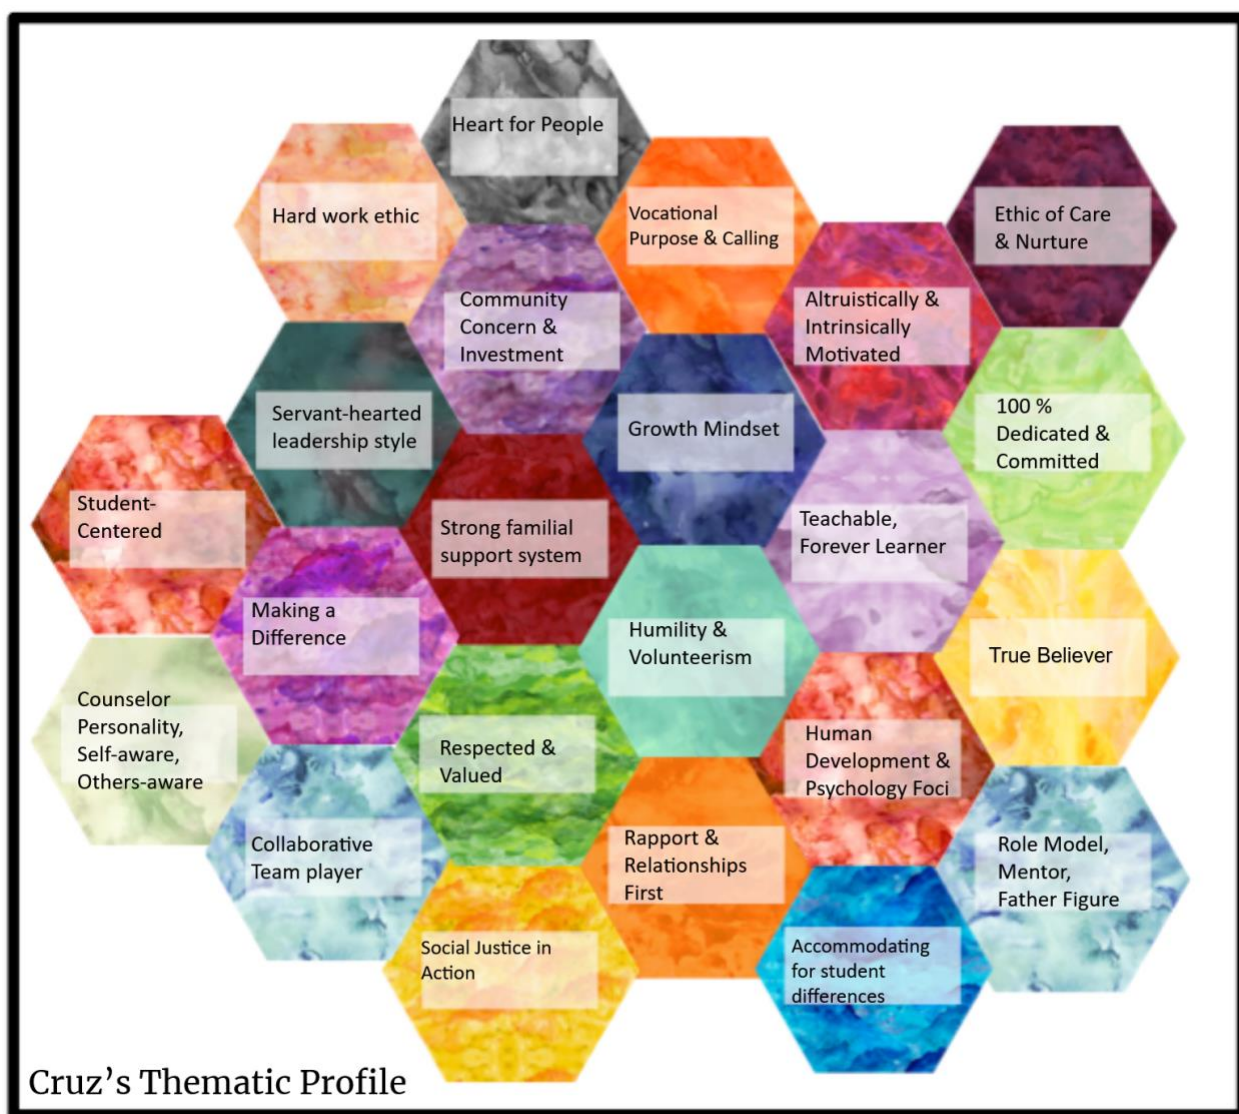 Heart for People
Hard work ethic
Vocational
Purpose & Calling
Ethic of Care
& Nurture
Community
Concern &
Investment
Altruistically &
Intrinsically
Motivated
Servant-hearted
leadership style
Growth Mindset
100 %
Dedicated &
Committed
Student-
Centered
Strong familial
support system
Teachable,
Forever Learner
Making a
Difference
Humility &
Volunteerism
True Believer
Counselor
Personality,
Self-aware,
Others-aware
Respected &
Valued
Human
Development &
Psychology Foci
Collaborative
Team player
Rapport &
Relationships
First
Role Model,
Mentor,
Father Figure
Social Justice in
Action
Accommodating
for student
differences
Cruz’s Thematic Profile